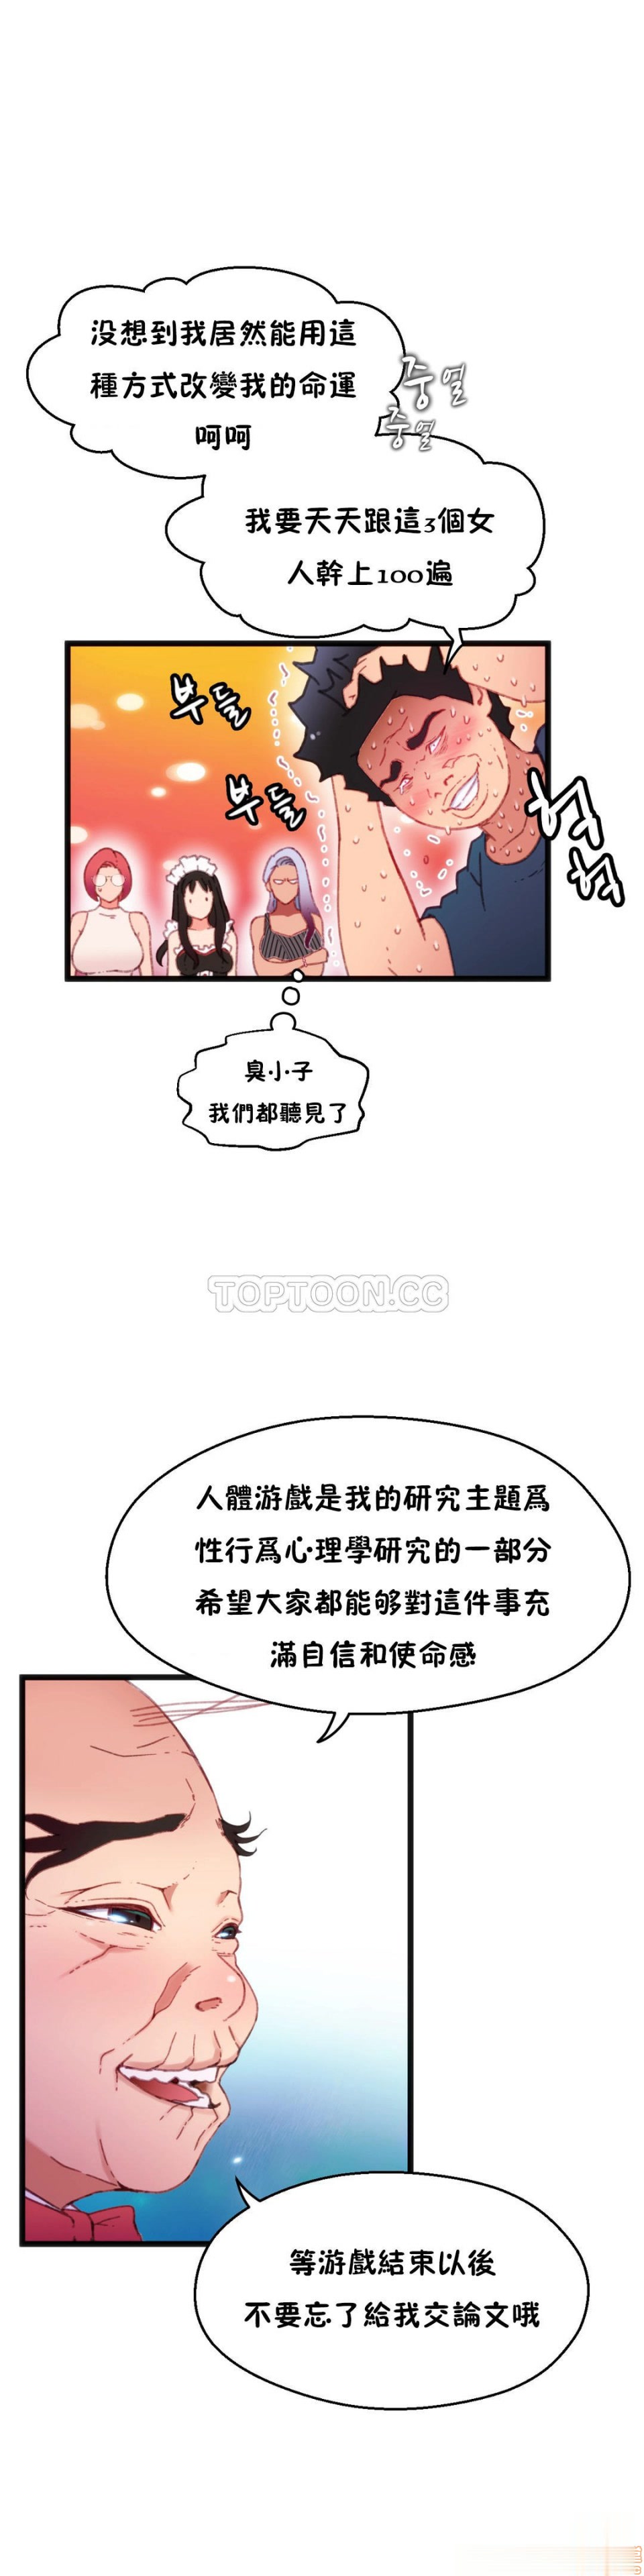 没想到我居然能用這
種方式改變我的命運
呵呵
중얼
중얼
我要天天跟這3個女
人幹上100遍
부들
부들
臭小子
我們都聽見了
TOPTOON.CC
人體游戲是我的研究主題爲
性行爲心理學研究的一部分
希望大家都能够對這件事充
滿自信和使命感
等游戲結束以後
不要忘了給我交論文哦